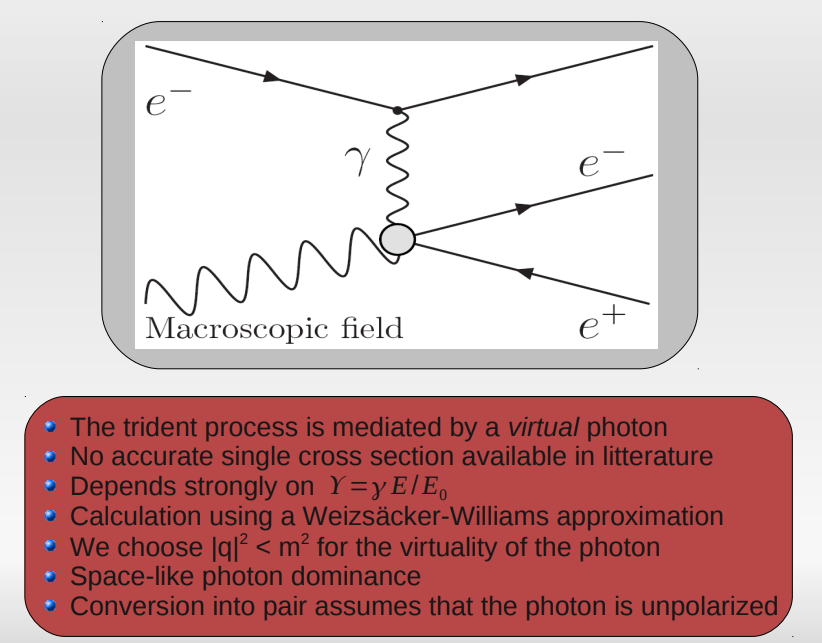 e⁻
γ
e⁻
Macroscopic field
e⁺
The trident process is mediated by a virtual photon
No accurate single cross section available in litterature
Depends strongly on ϒ=γE/E₀
Calculation using a Weizsäcker-Williams approximation
We choose |q|² < m² for the virtuality of the photon
Space-like photon dominance
Conversion into pair assumes that the photon is unpolarized